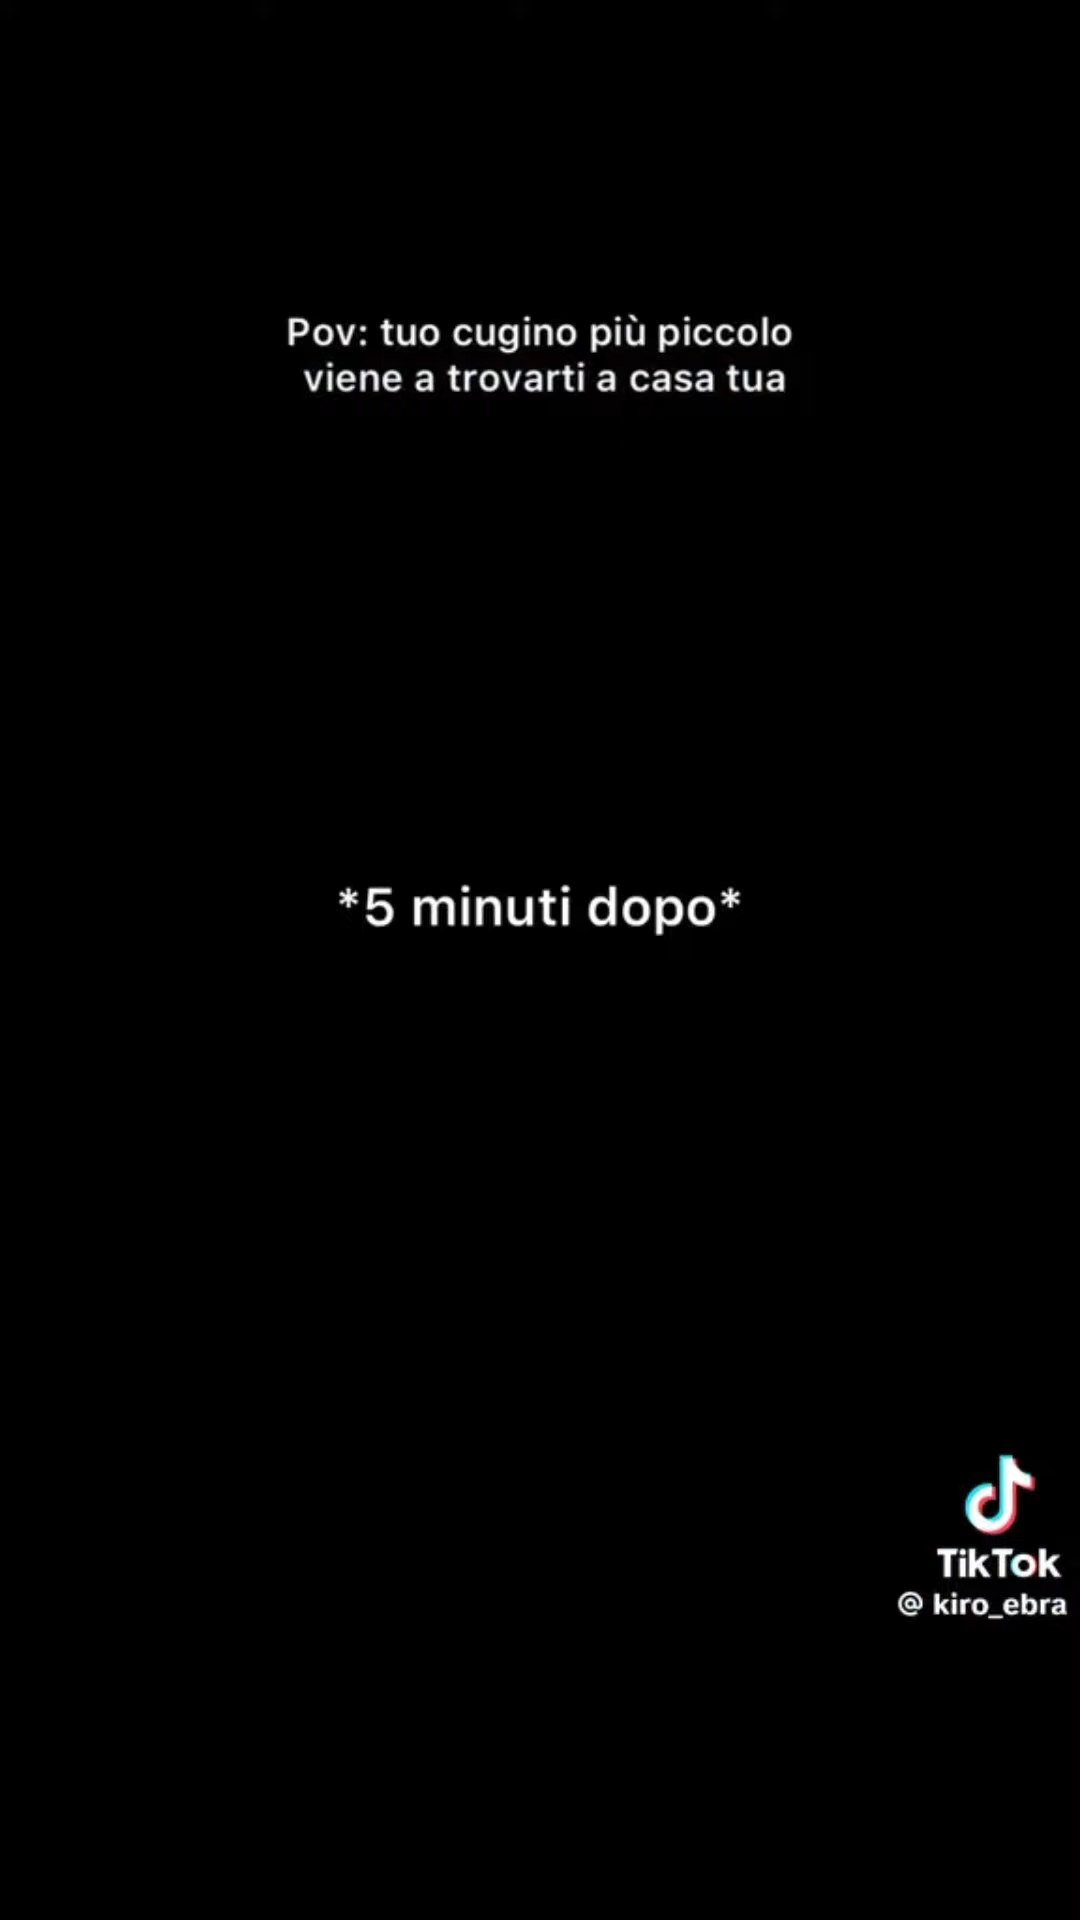 Pov: tuo cugino più piccolo
viene a trovarti a casa tua
*5 minuti dopo*
TikTok
@ kiro_ebra